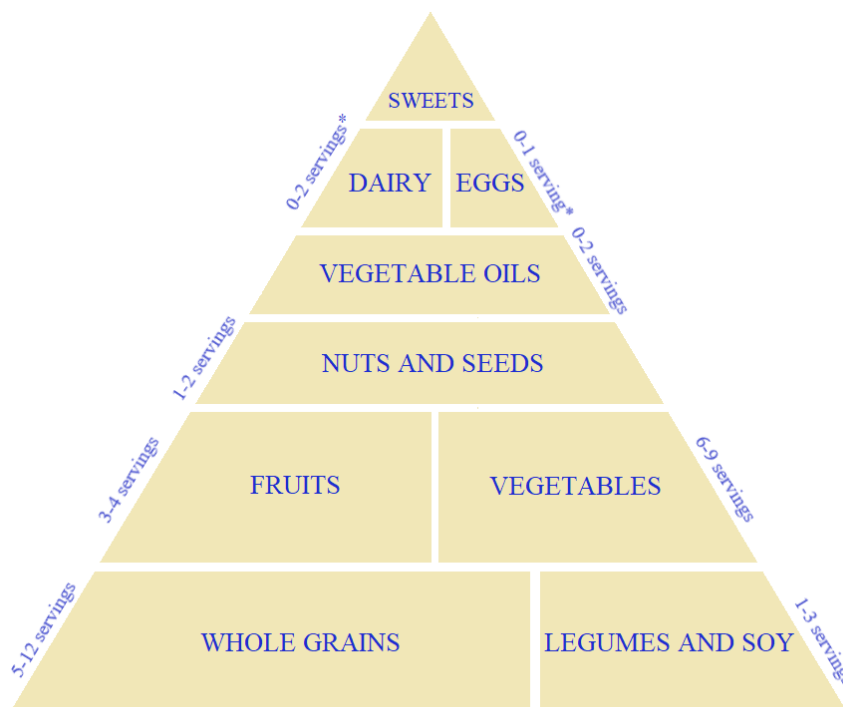 SWEETS
0-2 servings*
DAIRY
EGGS
0-1 serving*
VEGETABLE OILS
0-2 servings
1-2 servings
NUTS AND SEEDS
3-4 servings
FRUITS
VEGETABLES
6-9 servings
5-12 servings
WHOLE GRAINS
LEGUMES AND SOY
1-3 servings